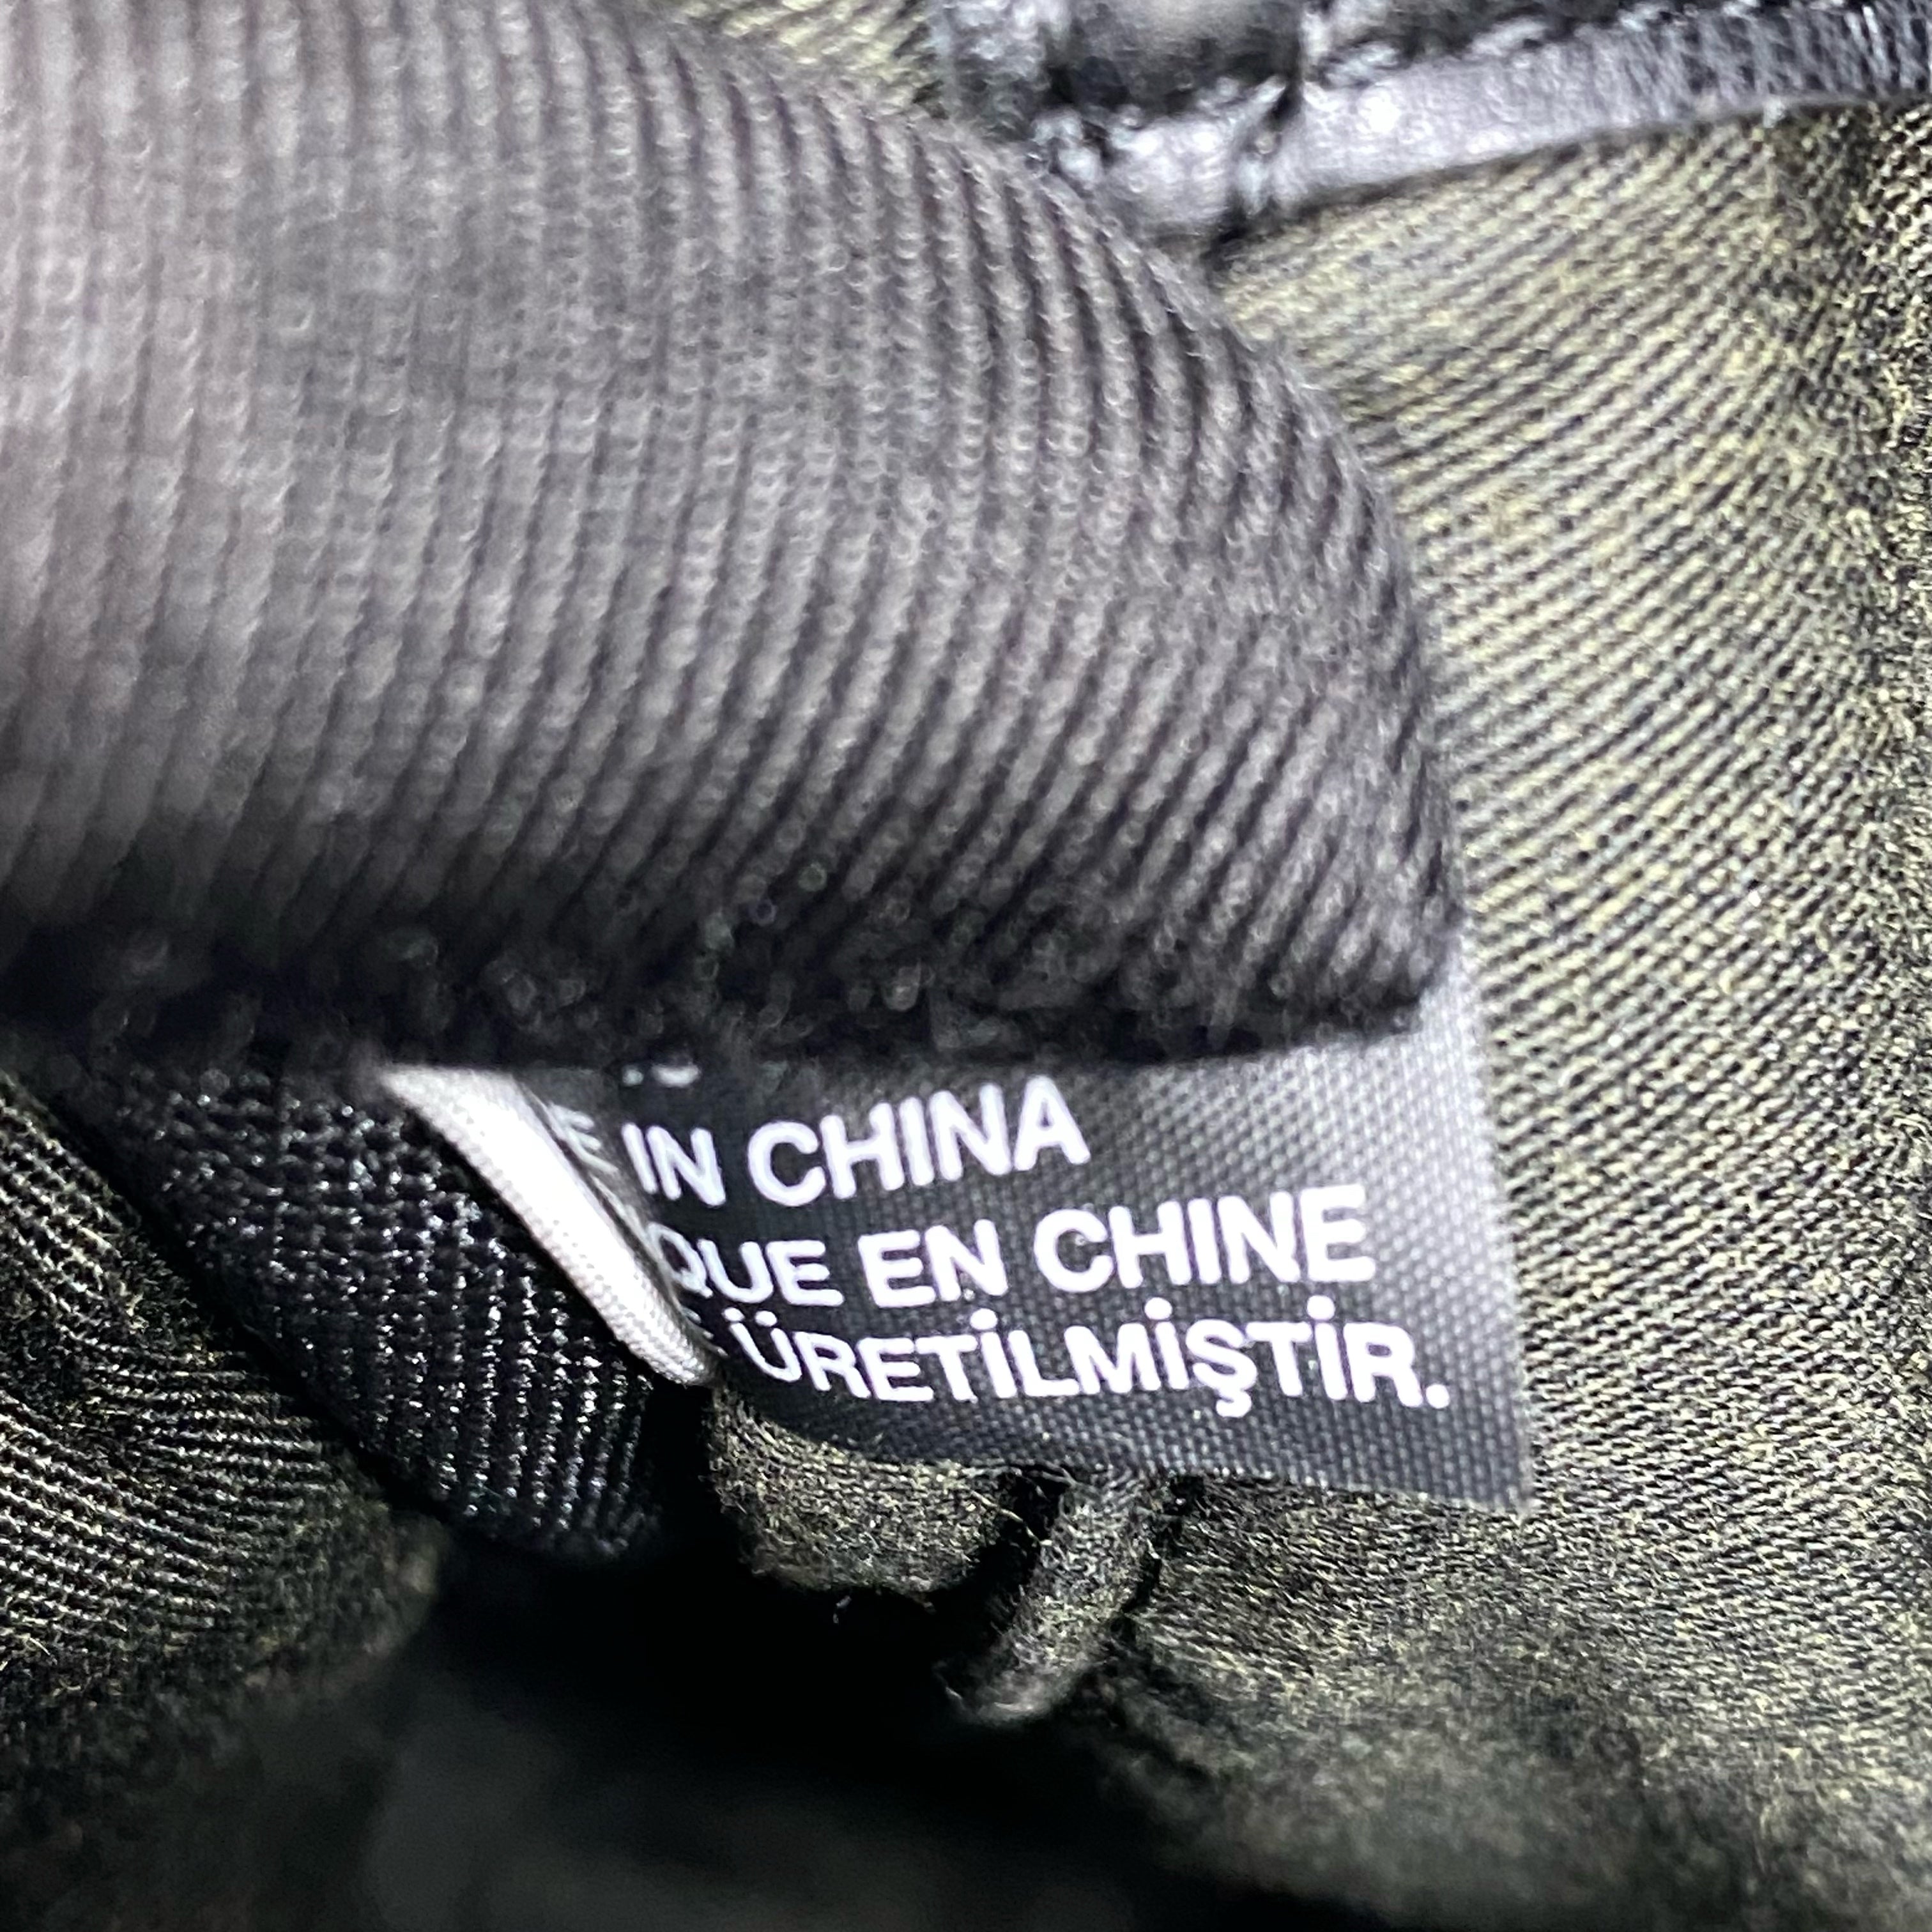 E IN CHINA
QUE EN CHINE
E ÜRETİLMİŞTİR.